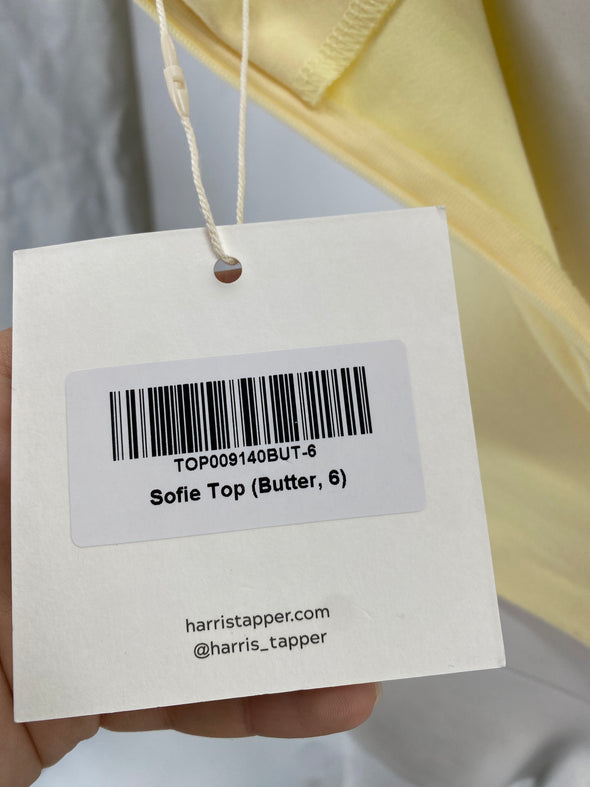 TOP009140BUT-6
Sofie Top (Butter, 6)
harristapper.com
@harris_tapper